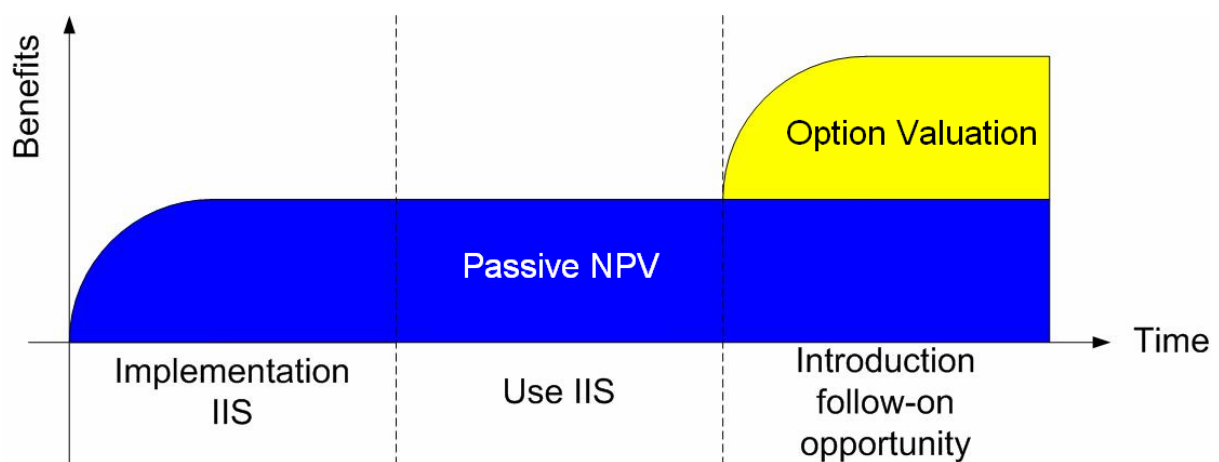 Benefits
Option Valuation
Passive NPV
Time
Implementation
IIS
Use IIS
Introduction
follow-on
opportunity